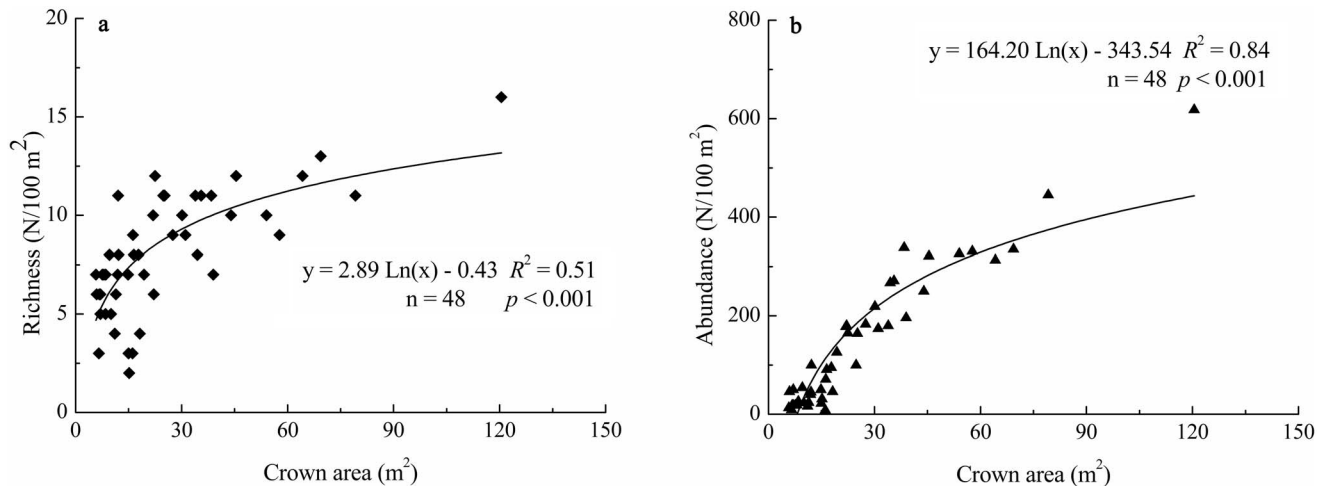 a
20
15
10
5
0
Richness (N/100 m²)
y = 2.89 Ln(x) - 0.43 R² = 0.51
n = 48 p < 0.001
0 30 60 90 120 150
Crown area (m²)
b
800
600
400
200
0
Abundance (N/100 m²)
y = 164.20 Ln(x) - 343.54 R² = 0.84
n = 48 p < 0.001
0 30 60 90 120 150
Crown area (m²)